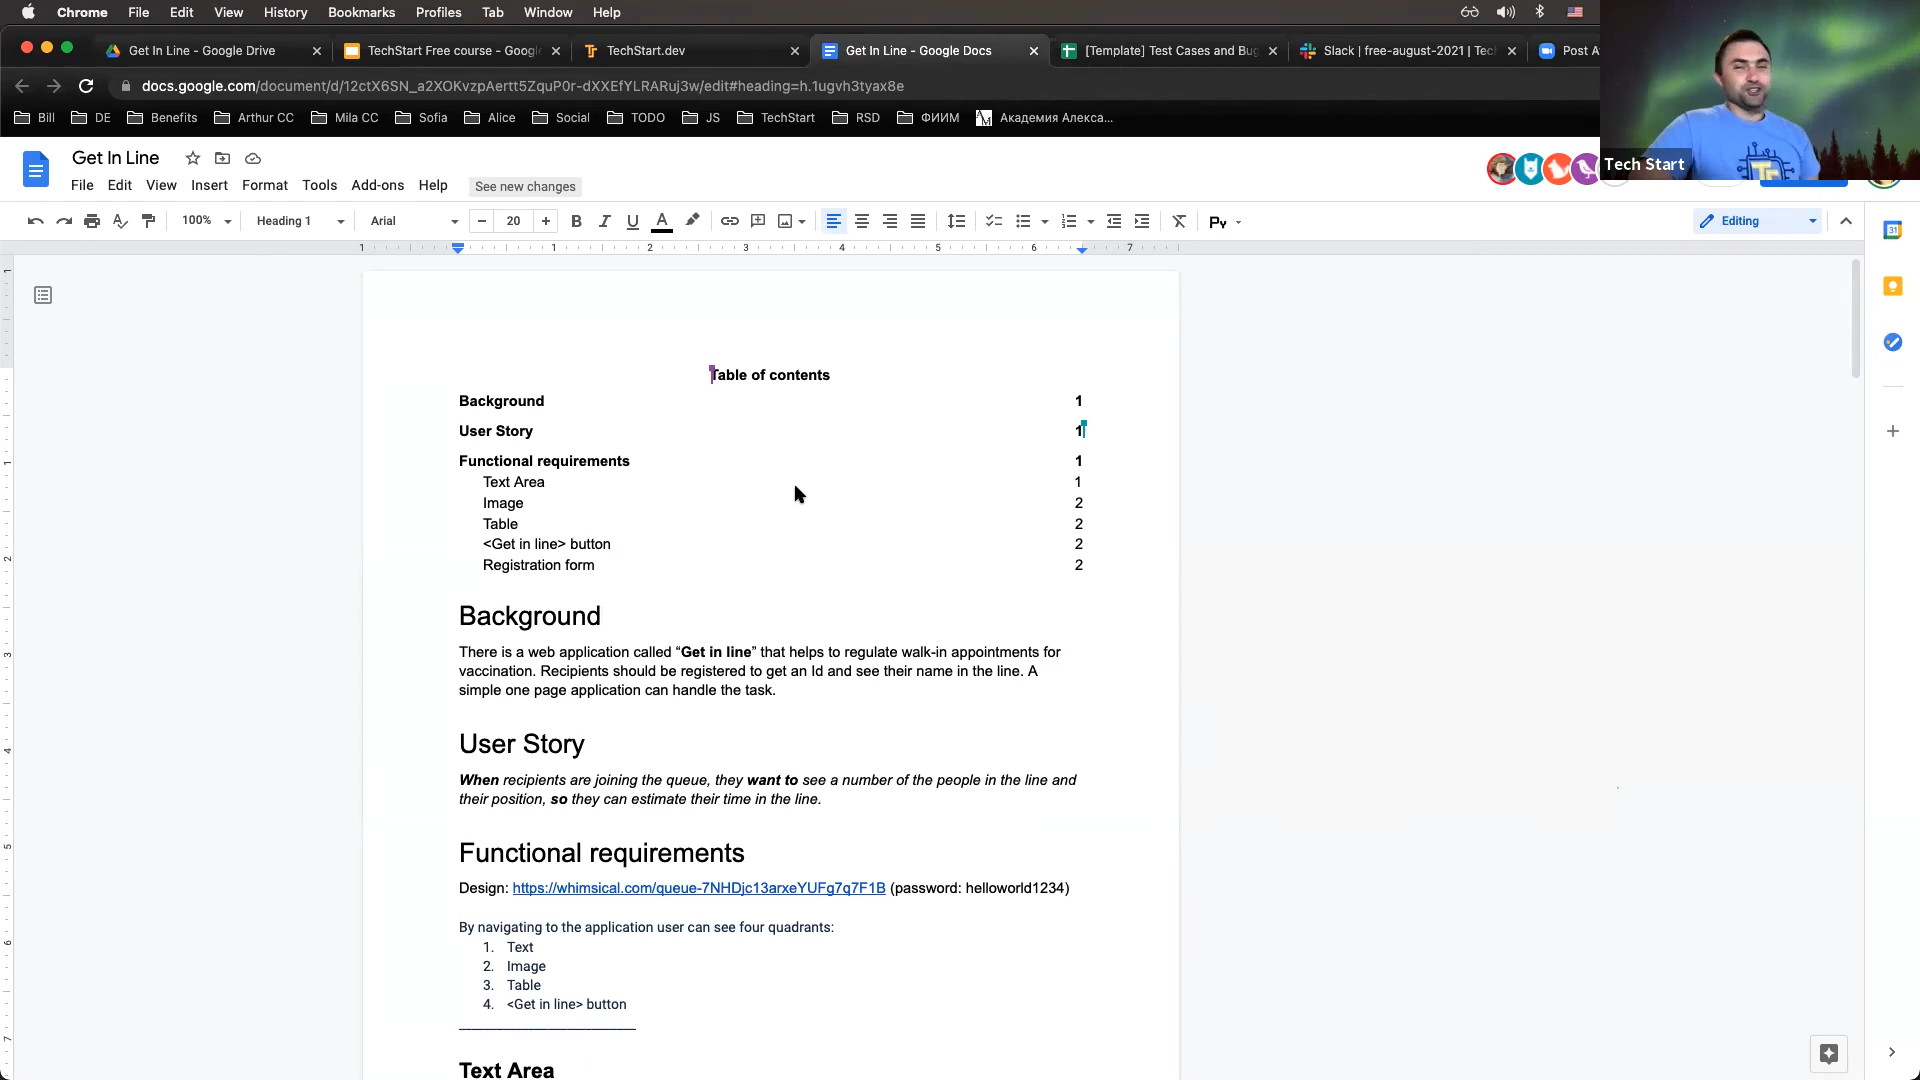 Chrome File Edit View History Bookmarks Profiles Tab Window Help
Get In Line - Google Drive
TechStart Free course - Googl
TechStart.dev
Get In Line - Google Docs
[Template] Test Cases and Bug
Slack | free-august-2021 | Tec
Post A
docs.google.com/document/d/12ctX6SN_a2XOKvzpAertt5ZquP0r-dXXEfYLRARuj3w/edit#heading=h.1ugvh3tyax8e
Bill DE Benefits Arthur CC Mila CC Sofia Alice Social TODO JS TechStart RSD ФИИМ Академия Алекса...
Tech Start
Get In Line
File Edit View Insert Format Tools Add-ons Help See new changes
100% Heading 1 Arial 20 Editing
Table of contents
Background 1
User Story 1
Functional requirements 1
Text Area 1
Image 2
Table 2
<Get in line> button 2
Registration form 2
Background
There is a web application called “Get in line” that helps to regulate walk-in appointments for
vaccination. Recipients should be registered to get an Id and see their name in the line. A
simple one page application can handle the task.
User Story
When recipients are joining the queue, they want to see a number of the people in the line and
their position, so they can estimate their time in the line.
Functional requirements
Design: https://whimsical.com/queue-7NHDjc13arxeYUFg7q7F1B (password: helloworld1234)
By navigating to the application user can see four quadrants:
1. Text
2. Image
3. Table
4. <Get in line> button
Text Area